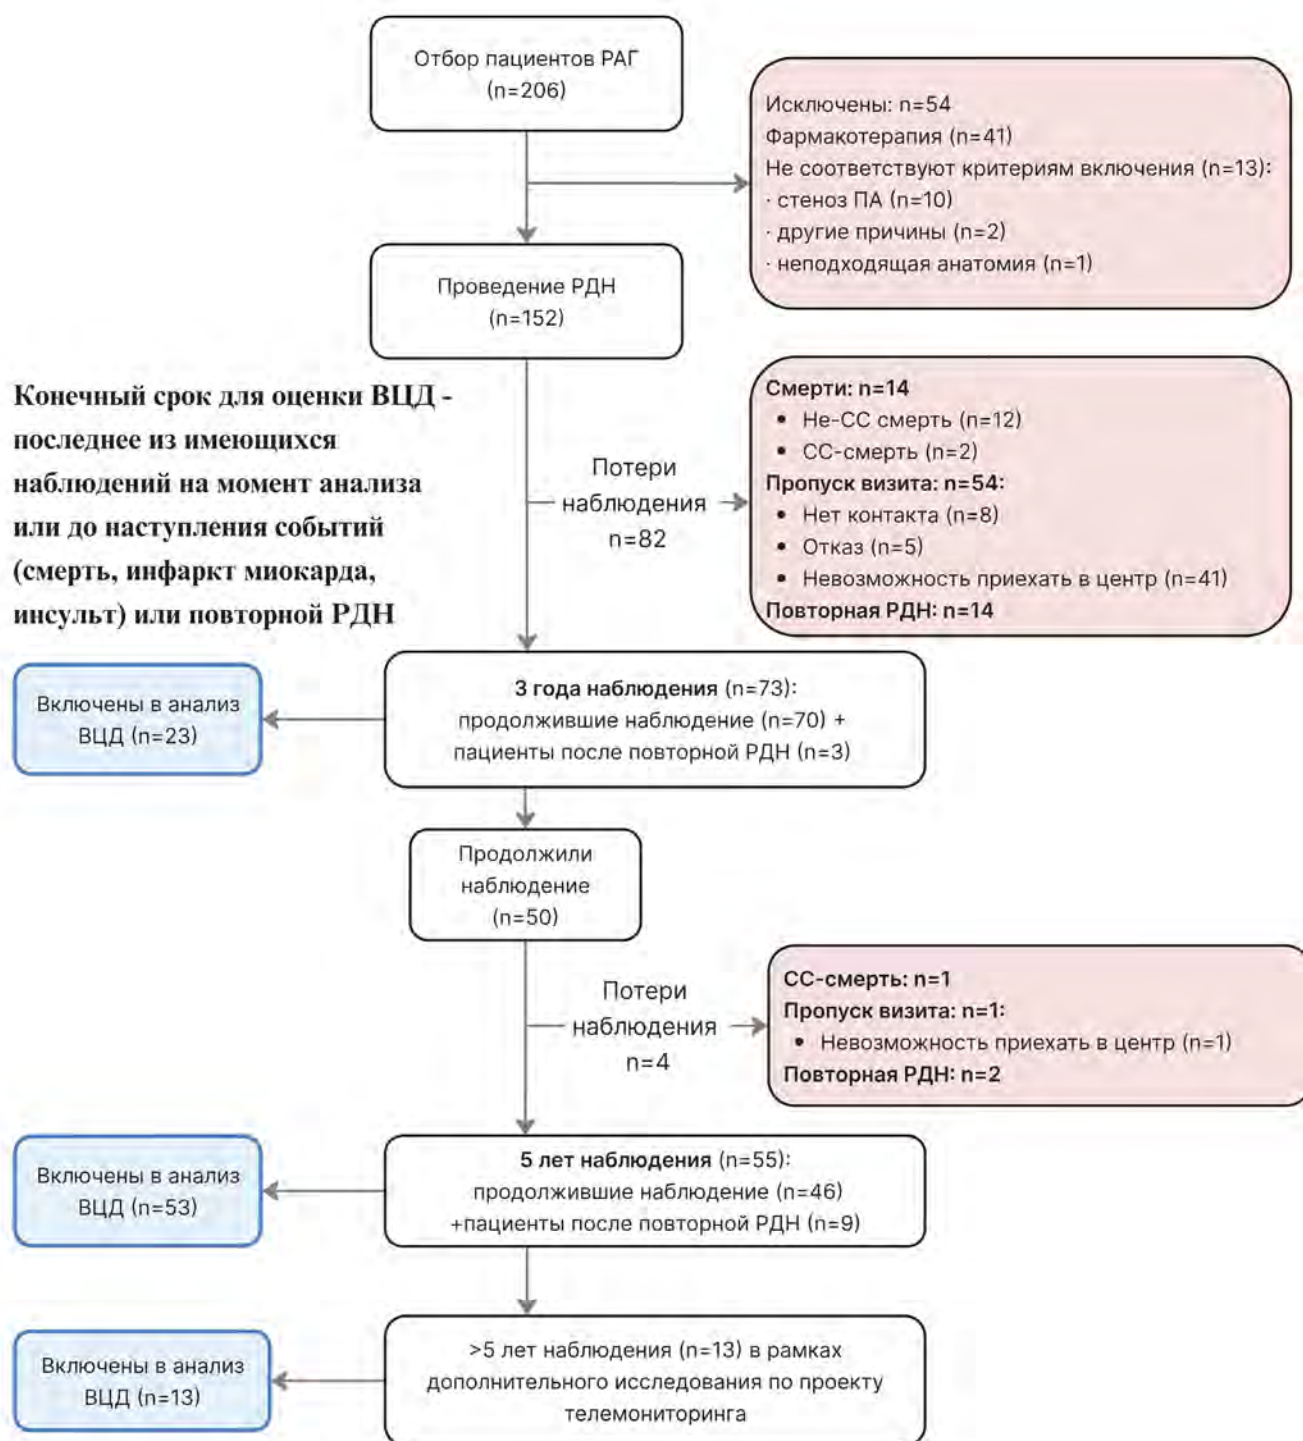 Отбор пациентов РАГ
(n=206)
Исключены: n=54
Фармакотерапия (n=41)
Не соответствуют критериям включения (n=13):
· стеноз ПА (n=10)
· другие причины (n=2)
· неподходящая анатомия (n=1)
Проведение РДН
(n=152)
Конечный срок для оценки ВЦД -
последнее из имеющихся
наблюдений на момент анализа
или до наступления событий
(смерть, инфаркт миокарда,
инсульт) или повторной РДН
Потери
наблюдения
n=82
Смерти: n=14
• Не-СС смерть (n=12)
• СС-смерть (n=2)
Пропуск визита: n=54:
• Нет контакта (n=8)
• Отказ (n=5)
• Невозможность приехать в центр (n=41)
Повторная РДН: n=14
Включены в анализ
ВЦД (n=23)
3 года наблюдения (n=73):
продолжившие наблюдение (n=70) +
пациенты после повторной РДН (n=3)
Продолжили
наблюдение
(n=50)
Потери
наблюдения
n=4
СС-смерть: n=1
Пропуск визита: n=1:
• Невозможность приехать в центр (n=1)
Повторная РДН: n=2
Включены в анализ
ВЦД (n=53)
5 лет наблюдения (n=55):
продолжившие наблюдение (n=46)
+пациенты после повторной РДН (n=9)
Включены в анализ
ВЦД (n=13)
>5 лет наблюдения (n=13) в рамках
дополнительного исследования по проекту
телемониторинга